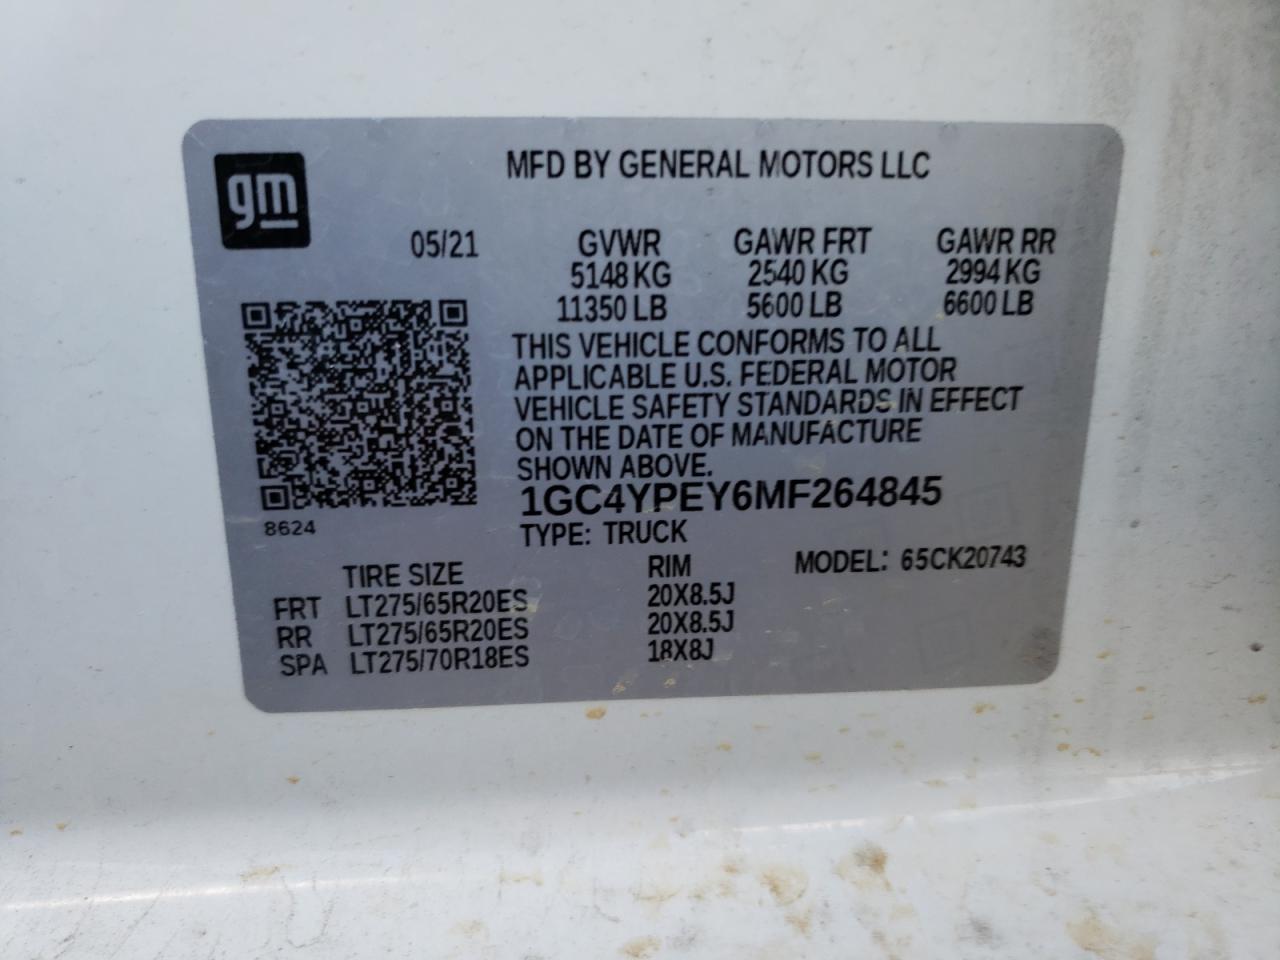 MFD BY GENERAL MOTORS LLC
gm
05/21 GVWR GAWR FRT GAWR RR
5148 KG 2540 KG 2994 KG
11350 LB 5600 LB 6600 LB
THIS VEHICLE CONFORMS TO ALL
APPLICABLE U.S. FEDERAL MOTOR
VEHICLE SAFETY STANDARDS IN EFFECT
ON THE DATE OF MANUFACTURE
SHOWN ABOVE.
1GC4YPEY6MF264845
8624
TYPE: TRUCK
TIRE SIZE RIM MODEL: 65CK20743
FRT LT275/65R20ES 20X8.5J
RR LT275/65R20ES 20X8.5J
SPA LT275/70R18ES 18X8J